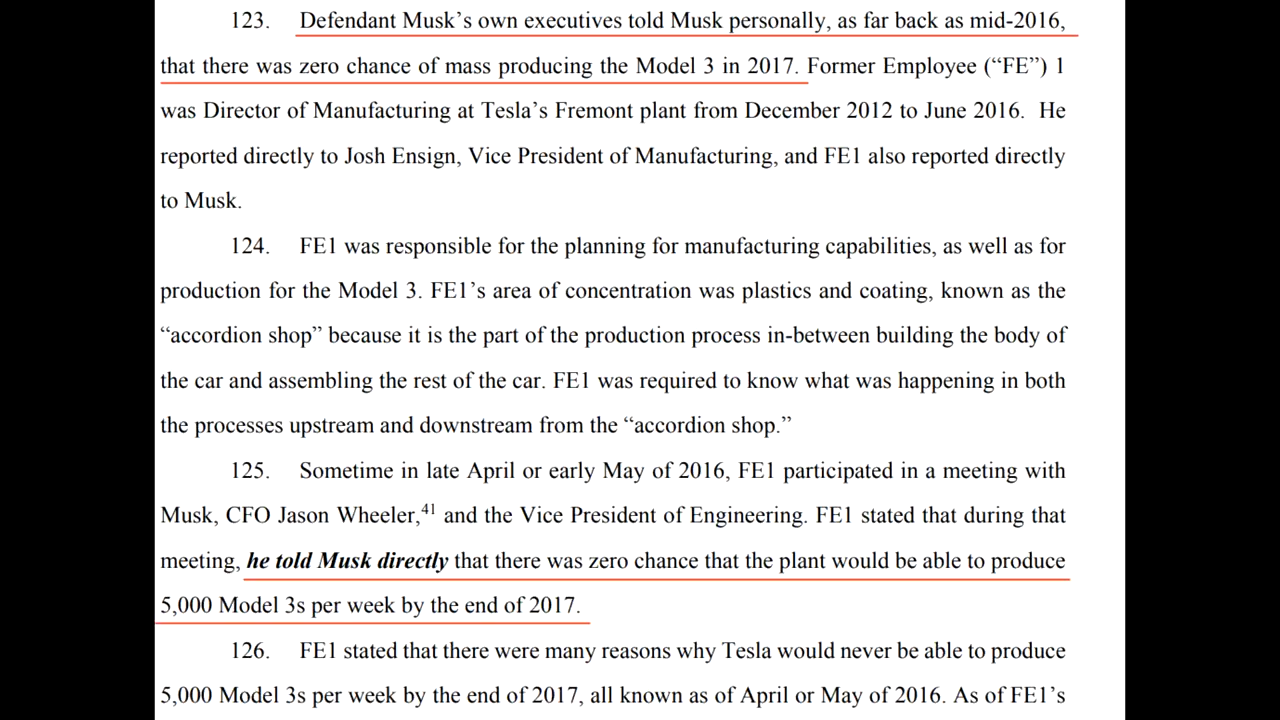 123. Defendant Musk’s own executives told Musk personally, as far back as mid-2016,
that there was zero chance of mass producing the Model 3 in 2017. Former Employee (“FE”) 1
was Director of Manufacturing at Tesla’s Fremont plant from December 2012 to June 2016. He
reported directly to Josh Ensign, Vice President of Manufacturing, and FE1 also reported directly
to Musk.
124. FE1 was responsible for the planning for manufacturing capabilities, as well as for
production for the Model 3. FE1’s area of concentration was plastics and coating, known as the
“accordion shop” because it is the part of the production process in-between building the body of
the car and assembling the rest of the car. FE1 was required to know what was happening in both
the processes upstream and downstream from the “accordion shop.”
125. Sometime in late April or early May of 2016, FE1 participated in a meeting with
Musk, CFO Jason Wheeler,41 and the Vice President of Engineering. FE1 stated that during that
meeting, he told Musk directly that there was zero chance that the plant would be able to produce
5,000 Model 3s per week by the end of 2017.
126. FE1 stated that there were many reasons why Tesla would never be able to produce
5,000 Model 3s per week by the end of 2017, all known as of April or May of 2016. As of FE1’s